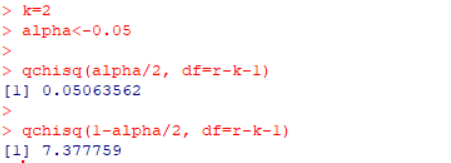 > k=2
> alpha<-0.05
>
> qchisq(alpha/2, df=r-k-1)
[1] 0.05063562
>
> qchisq(1-alpha/2, df=r-k-1)
[1] 7.377759